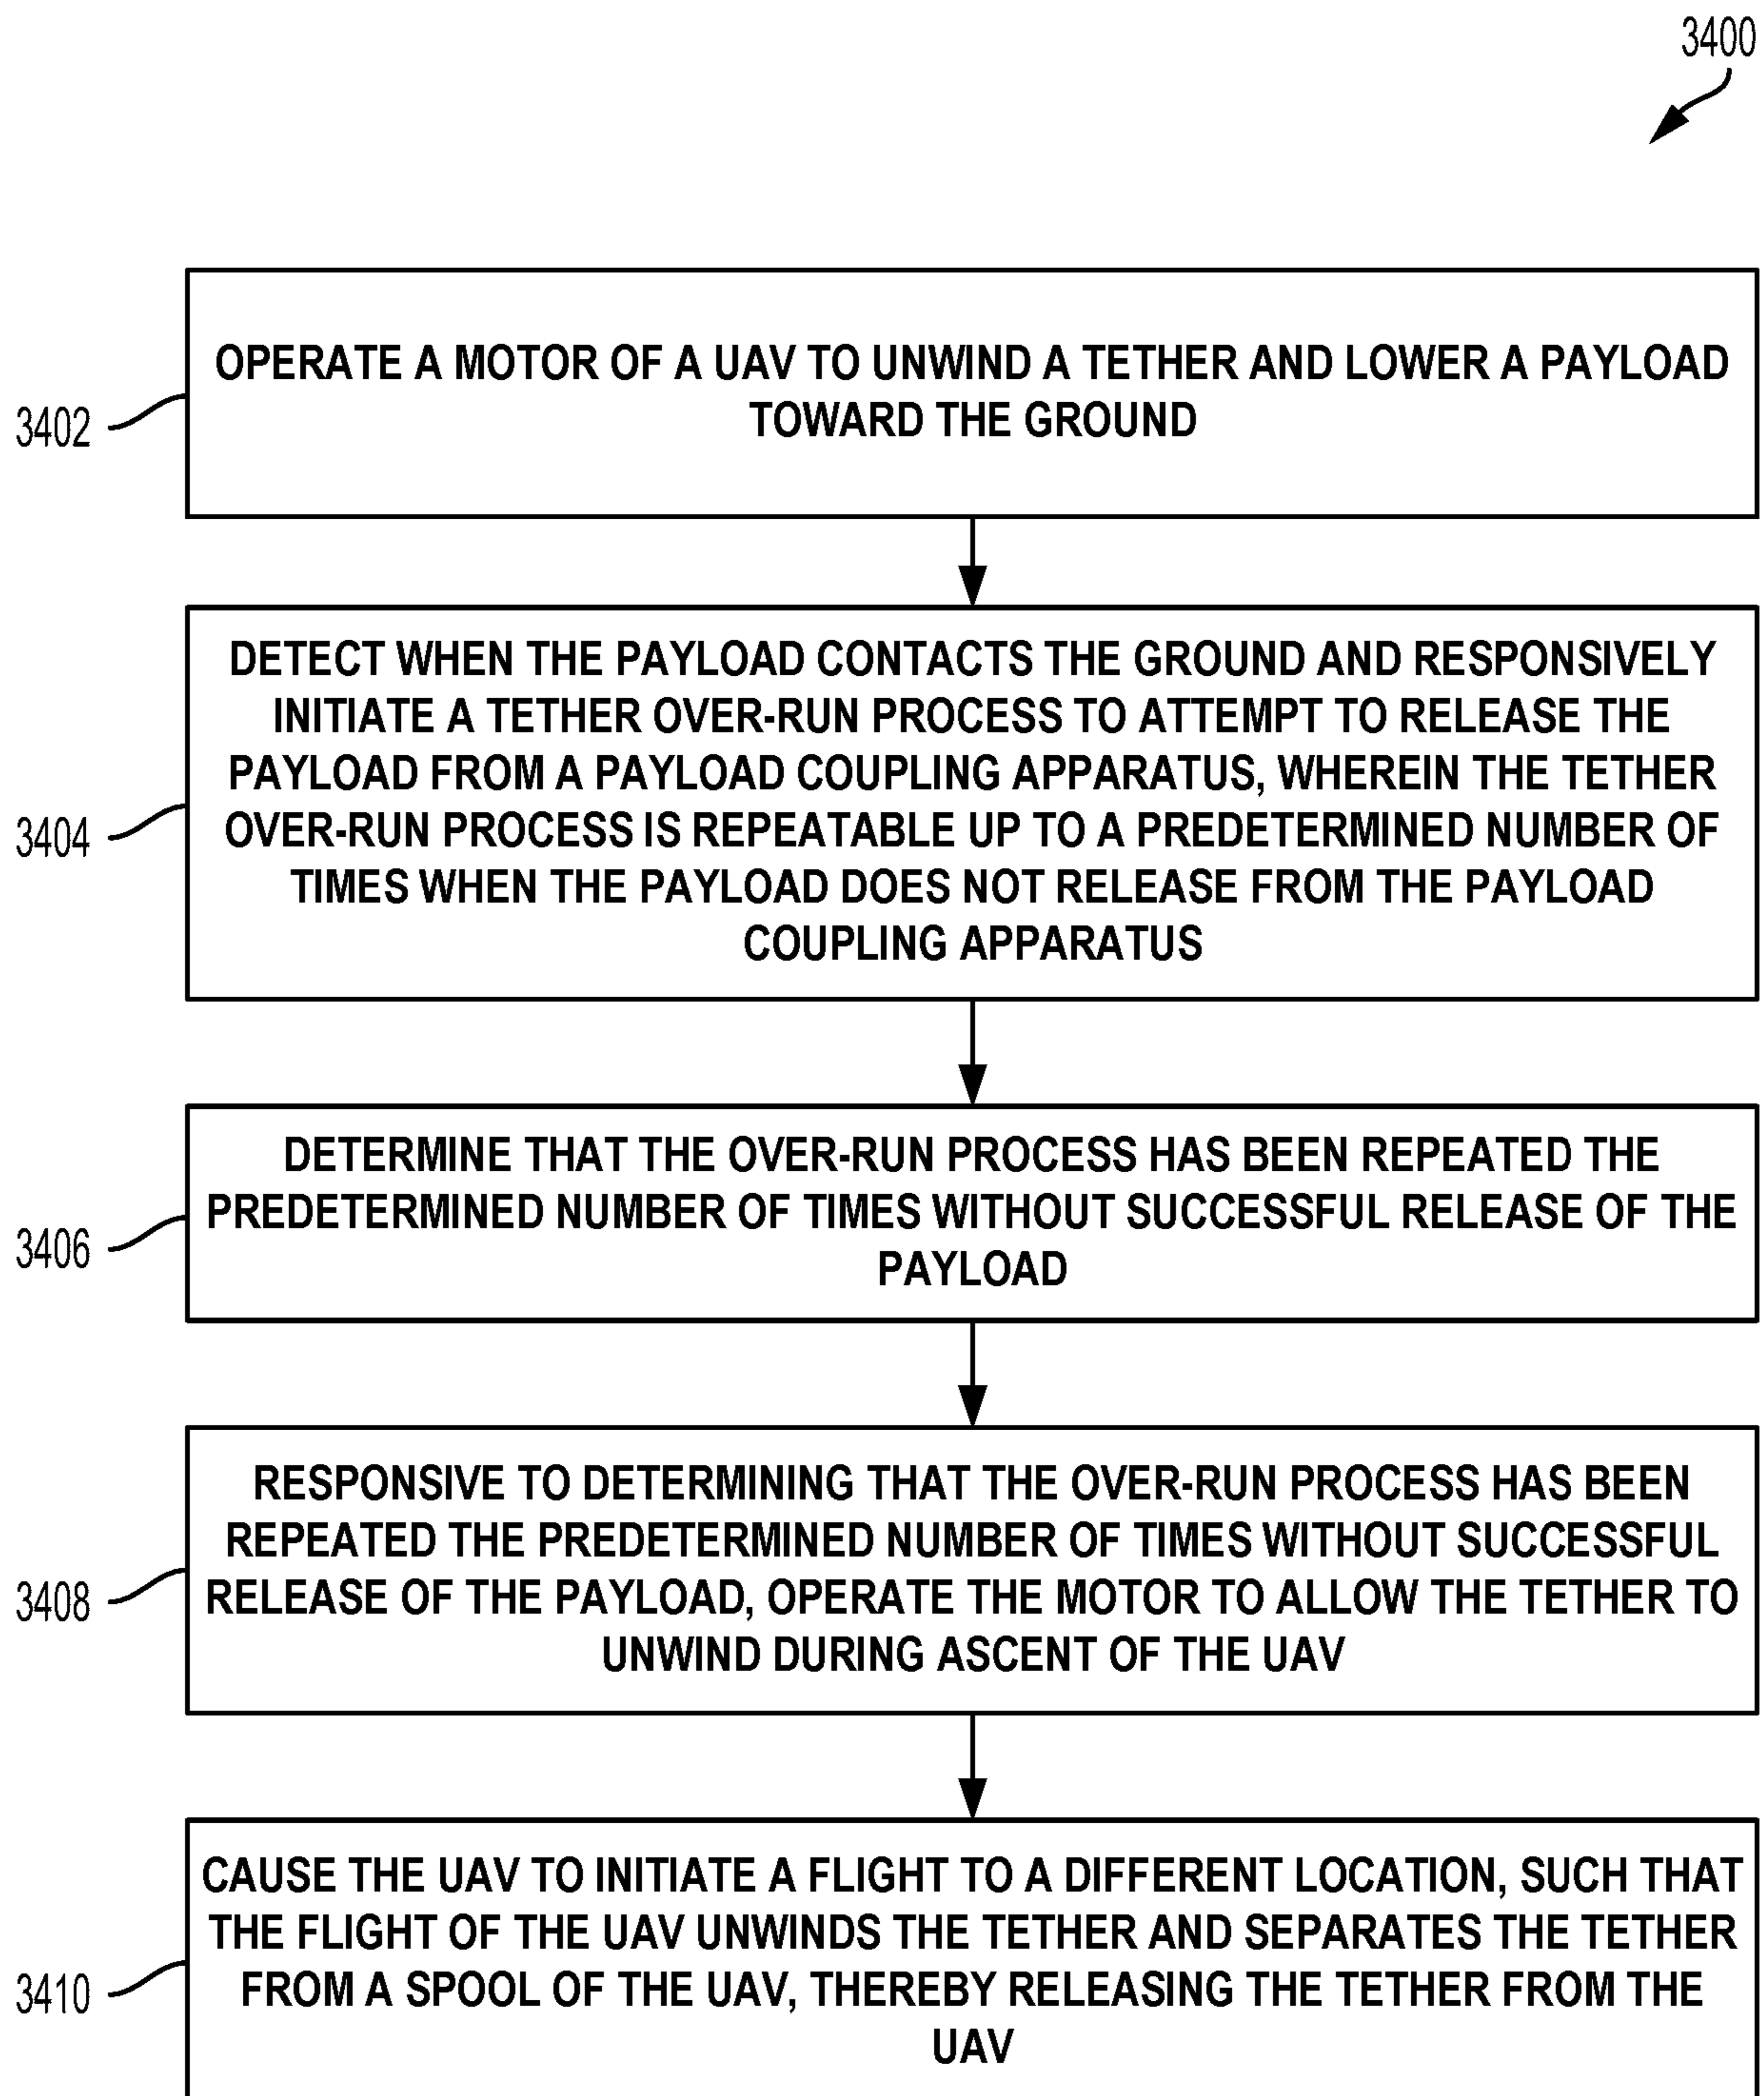 3400
3402
OPERATE A MOTOR OF A UAV TO UNWIND A TETHER AND LOWER A PAYLOAD
TOWARD THE GROUND
3404
DETECT WHEN THE PAYLOAD CONTACTS THE GROUND AND RESPONSIVELY
INITIATE A TETHER OVER-RUN PROCESS TO ATTEMPT TO RELEASE THE
PAYLOAD FROM A PAYLOAD COUPLING APPARATUS, WHEREIN THE TETHER
OVER-RUN PROCESS IS REPEATABLE UP TO A PREDETERMINED NUMBER OF
TIMES WHEN THE PAYLOAD DOES NOT RELEASE FROM THE PAYLOAD
COUPLING APPARATUS
3406
DETERMINE THAT THE OVER-RUN PROCESS HAS BEEN REPEATED THE
PREDETERMINED NUMBER OF TIMES WITHOUT SUCCESSFUL RELEASE OF THE
PAYLOAD
3408
RESPONSIVE TO DETERMINING THAT THE OVER-RUN PROCESS HAS BEEN
REPEATED THE PREDETERMINED NUMBER OF TIMES WITHOUT SUCCESSFUL
RELEASE OF THE PAYLOAD, OPERATE THE MOTOR TO ALLOW THE TETHER TO
UNWIND DURING ASCENT OF THE UAV
3410
CAUSE THE UAV TO INITIATE A FLIGHT TO A DIFFERENT LOCATION, SUCH THAT
THE FLIGHT OF THE UAV UNWINDS THE TETHER AND SEPARATES THE TETHER
FROM A SPOOL OF THE UAV, THEREBY RELEASING THE TETHER FROM THE
UAV